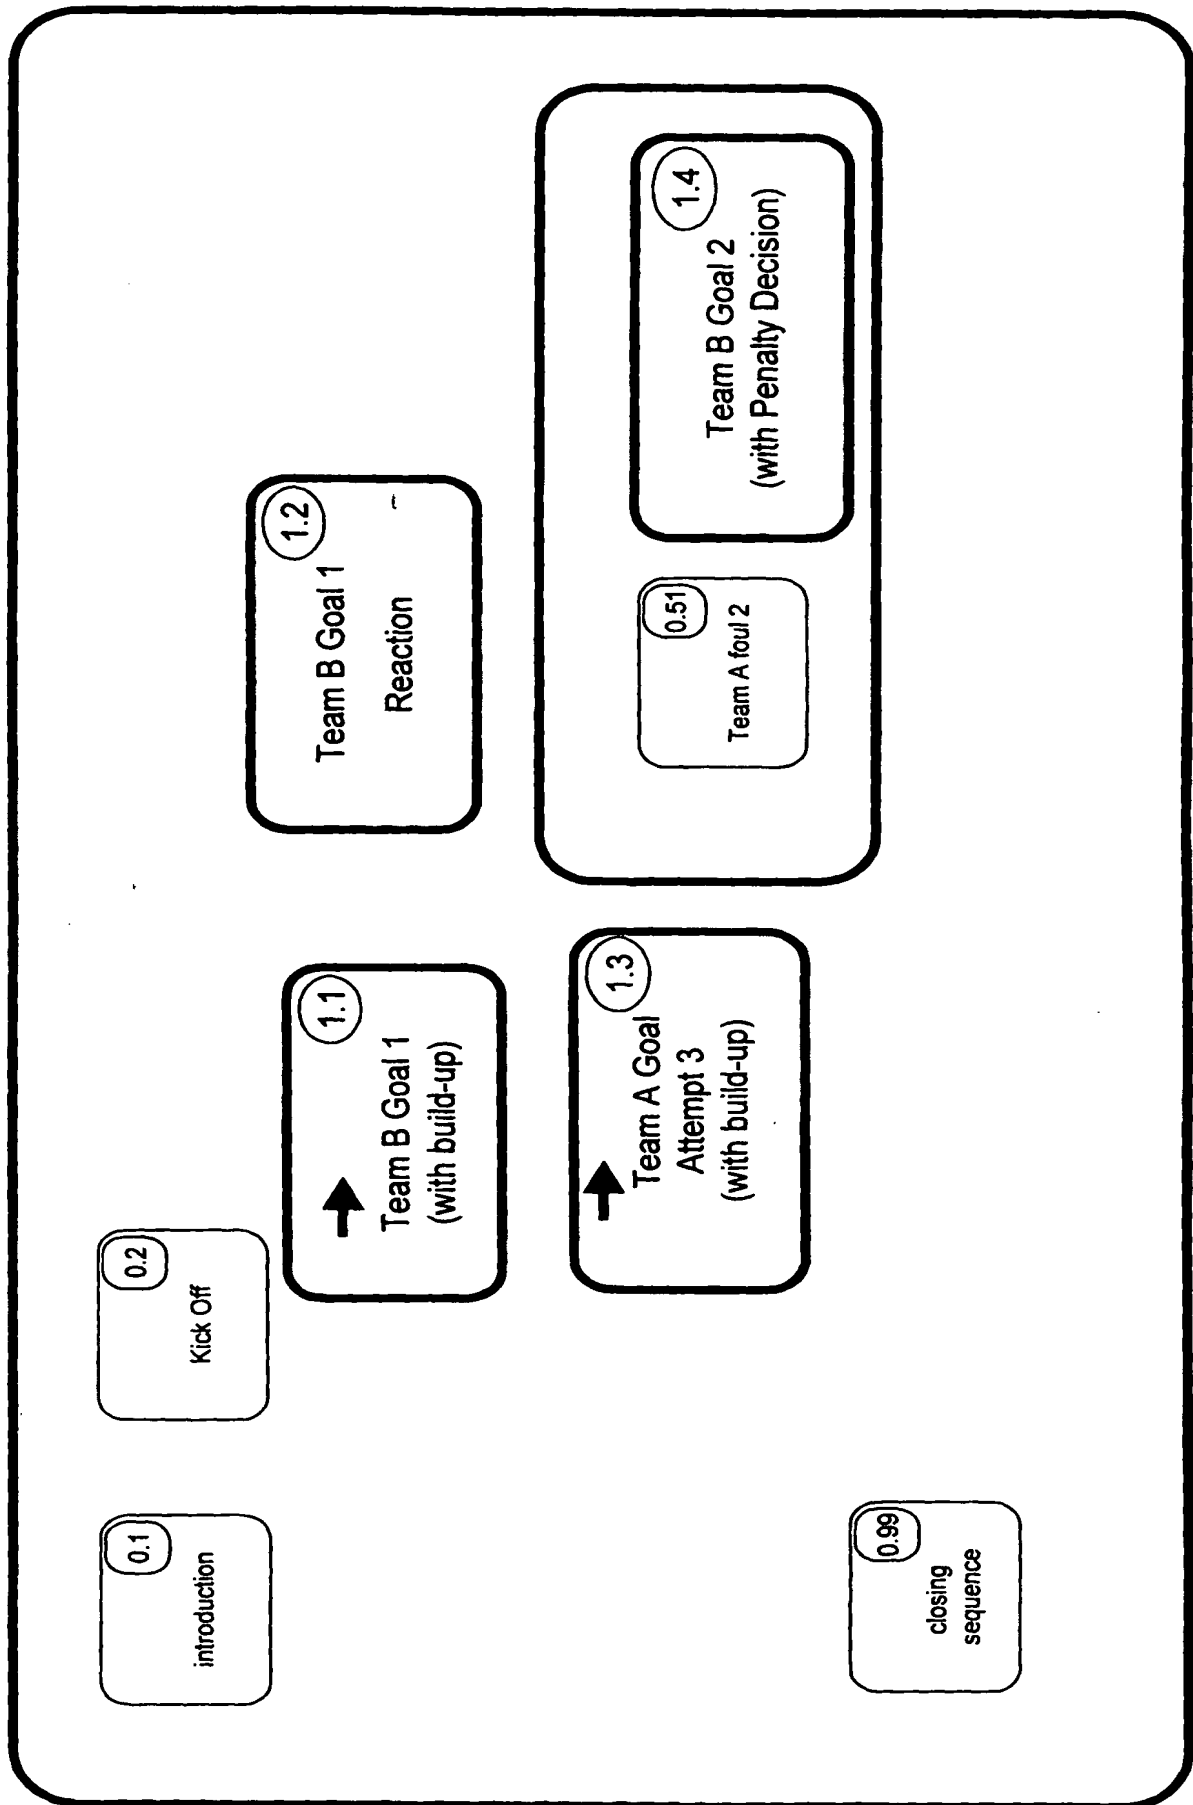 0.1
introduction
0.2
Kick Off
1.1
Team B Goal 1
(with build-up)
1.2
Team B Goal 1
Reaction
1.3
Team A Goal
Attempt 3
(with build-up)
0.51
Team A foul 2
1.4
Team B Goal 2
(with Penalty Decision)
0.99
closing
sequence